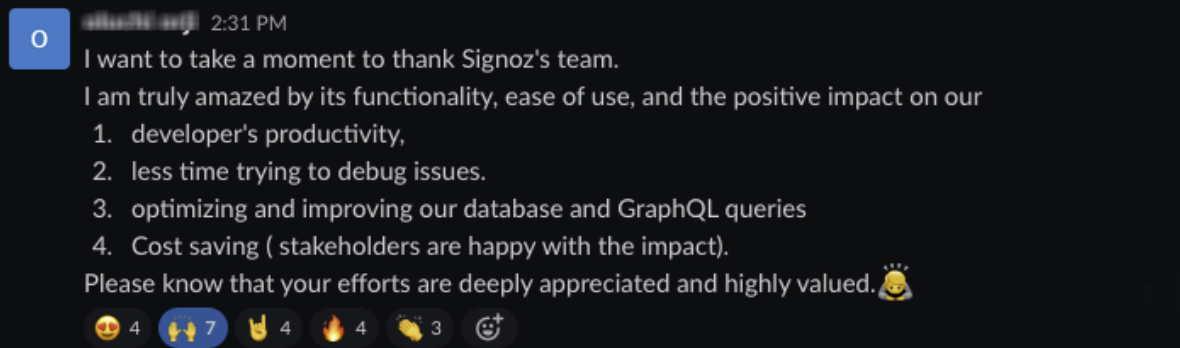 O
2:31 PM
I want to take a moment to thank Signoz's team.
I am truly amazed by its functionality, ease of use, and the positive impact on our
1. developer's productivity,
2. less time trying to debug issues.
3. optimizing and improving our database and GraphQL queries
4. Cost saving ( stakeholders are happy with the impact).
Please know that your efforts are deeply appreciated and highly valued.
4 7 4 4 3